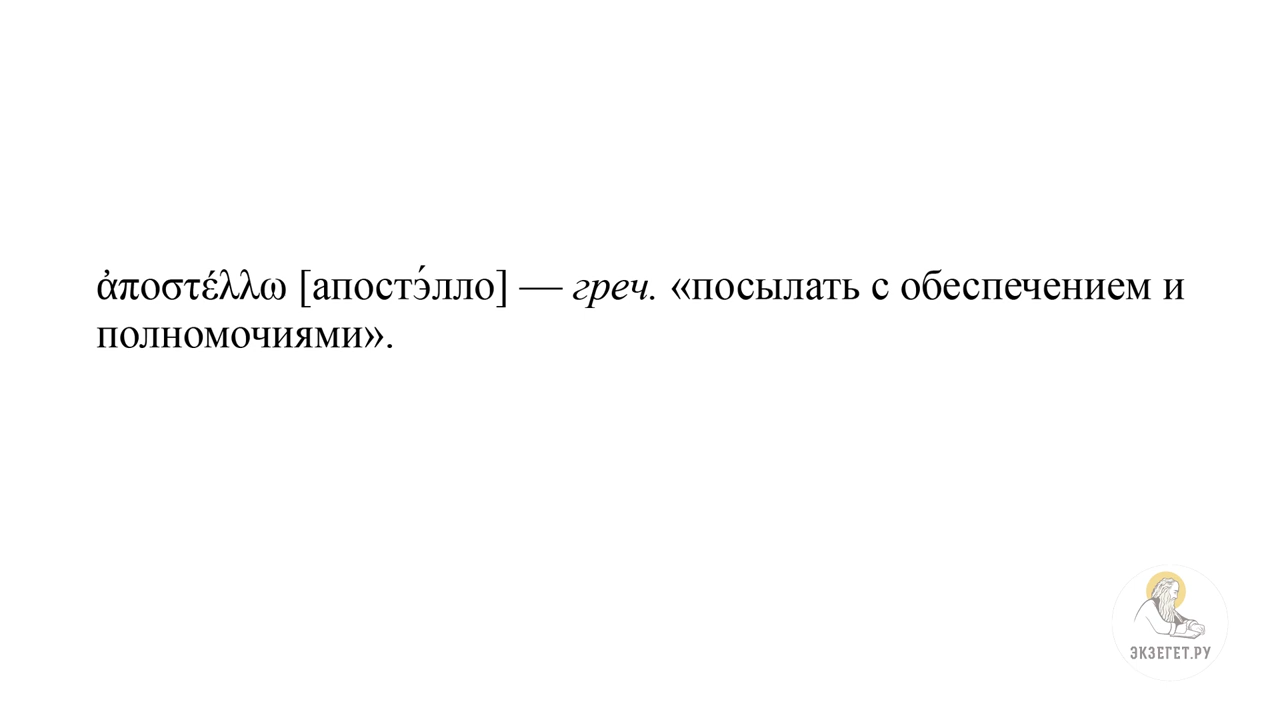 ἀποστέλλω [апостэ́лло] — греч. «посылать с обеспечением и
полномочиями».
ЭКЗЕГЕТ.РУ